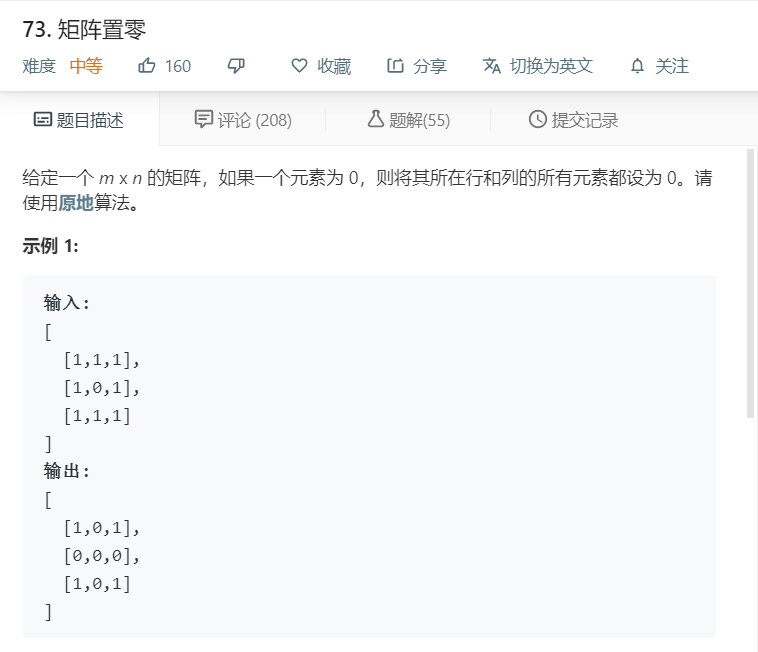 73. 矩阵置零
难度 中等 160 收藏 分享 切换为英文 关注
题目描述 评论 (208) 题解(55) 提交记录
给定一个 m x n 的矩阵，如果一个元素为 0，则将其所在行和列的所有元素都设为 0。请
使用原地算法。
示例 1:
输入:
[
[1,1,1],
[1,0,1],
[1,1,1]
]
输出:
[
[1,0,1],
[0,0,0],
[1,0,1]
]